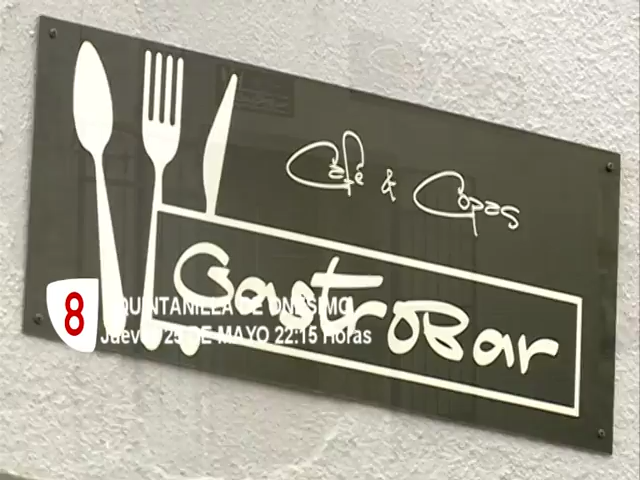 Café & Copas
GastroBar
8
QUINTANILLA DE ONÉSIMO
Jueves 25 DE MAYO 22:15 Horas